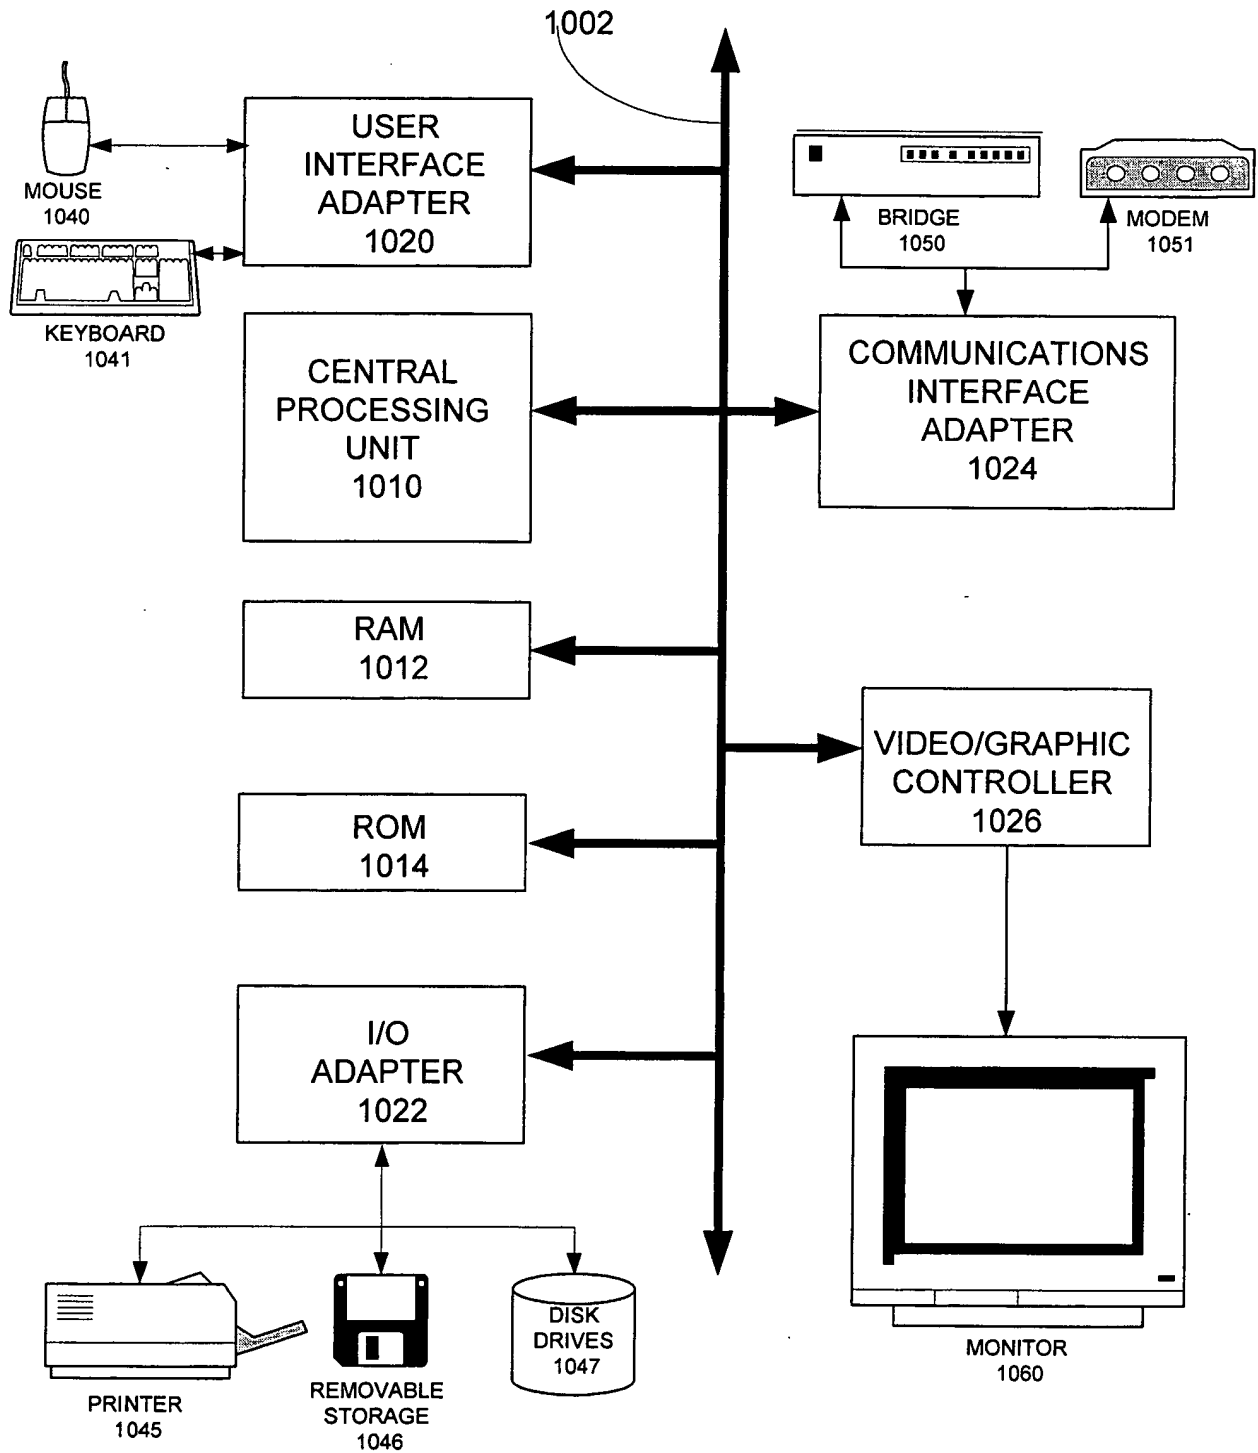 1002
USER
INTERFACE
ADAPTER
1020
MOUSE
1040
BRIDGE
1050
MODEM
1051
KEYBOARD
1041
CENTRAL
PROCESSING
UNIT
1010
COMMUNICATIONS
INTERFACE
ADAPTER
1024
RAM
1012
VIDEO/GRAPHIC
CONTROLLER
1026
ROM
1014
I/O
ADAPTER
1022
DISK
DRIVES
1047
MONITOR
1060
PRINTER
1045
REMOVABLE
STORAGE
1046